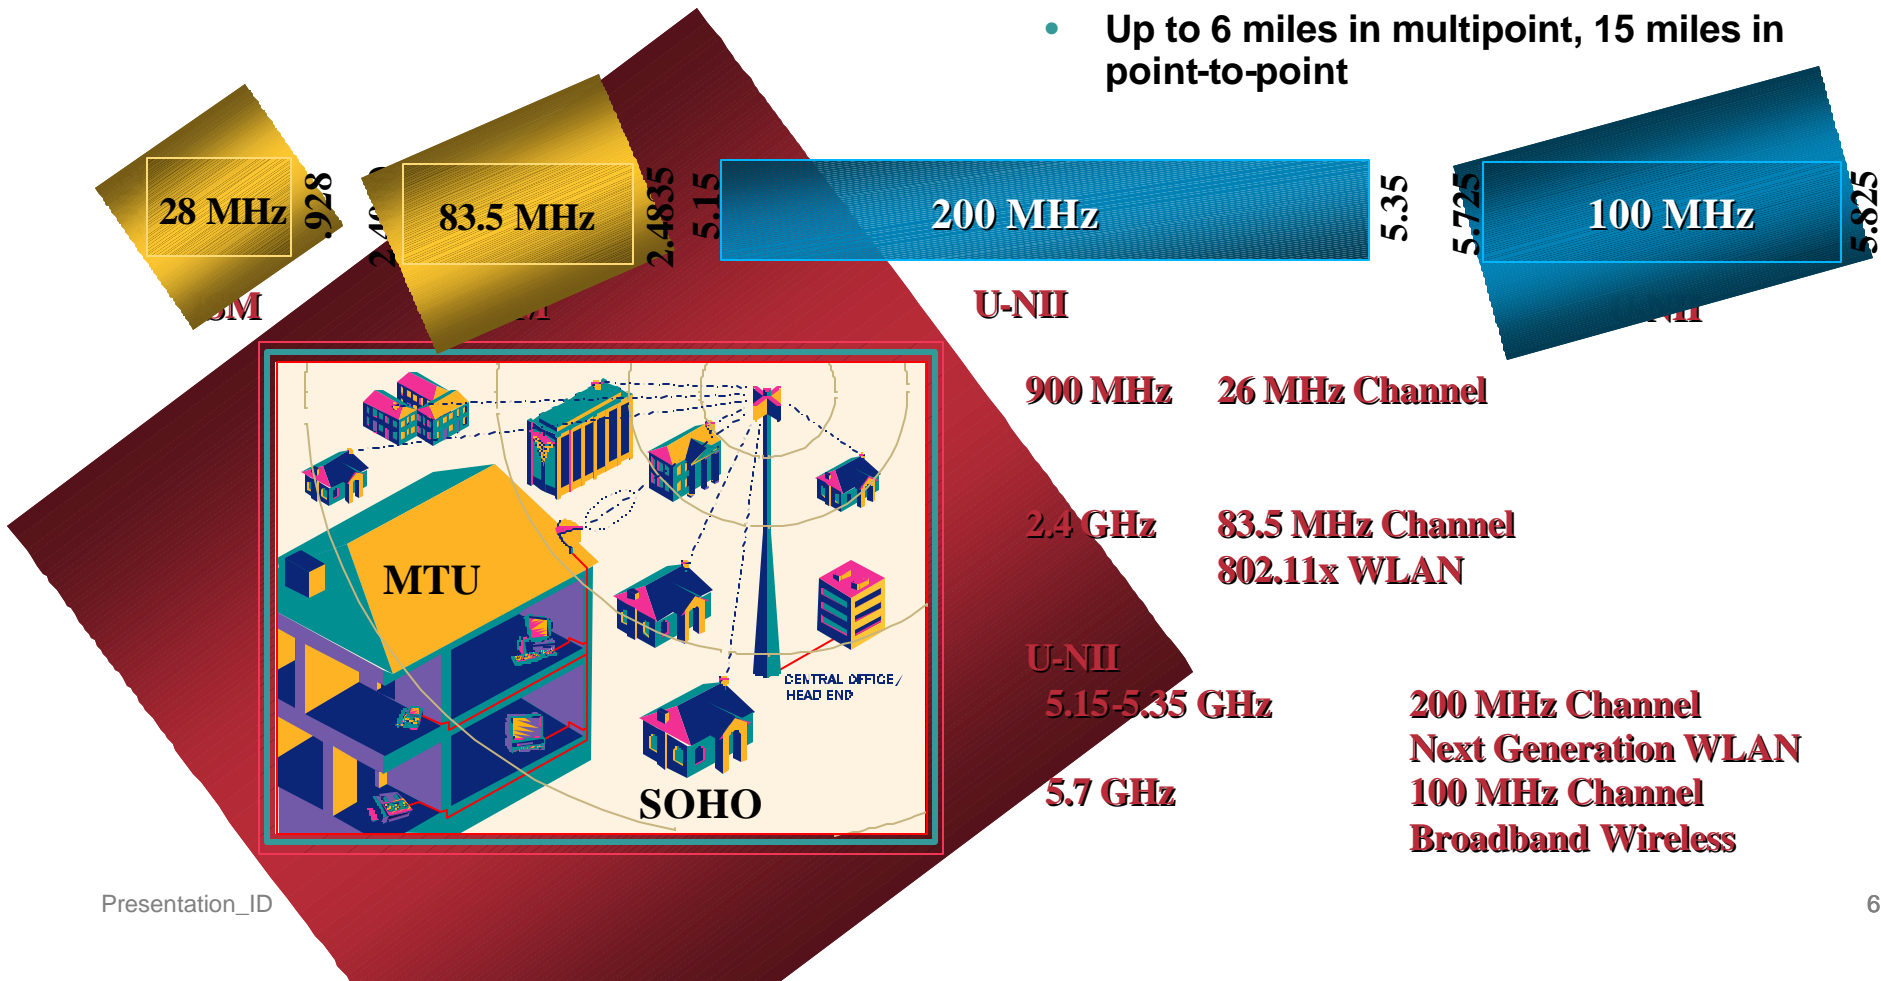 • Up to 6 miles in multipoint, 15 miles in
point-to-point
28 MHz
.928
83.5 MHz
2.4835
5.15
200 MHz
5.35
5.725
100 MHz
5.825
U-NII
900 MHz 26 MHz Channel
2.4 GHz 83.5 MHz Channel
802.11x WLAN
MTU
CENTRAL OFFICE/
HEAD END
SOHO
U-NII
5.15-5.35 GHz 200 MHz Channel
Next Generation WLAN
5.7 GHz 100 MHz Channel
Broadband Wireless
Presentation_ID
6